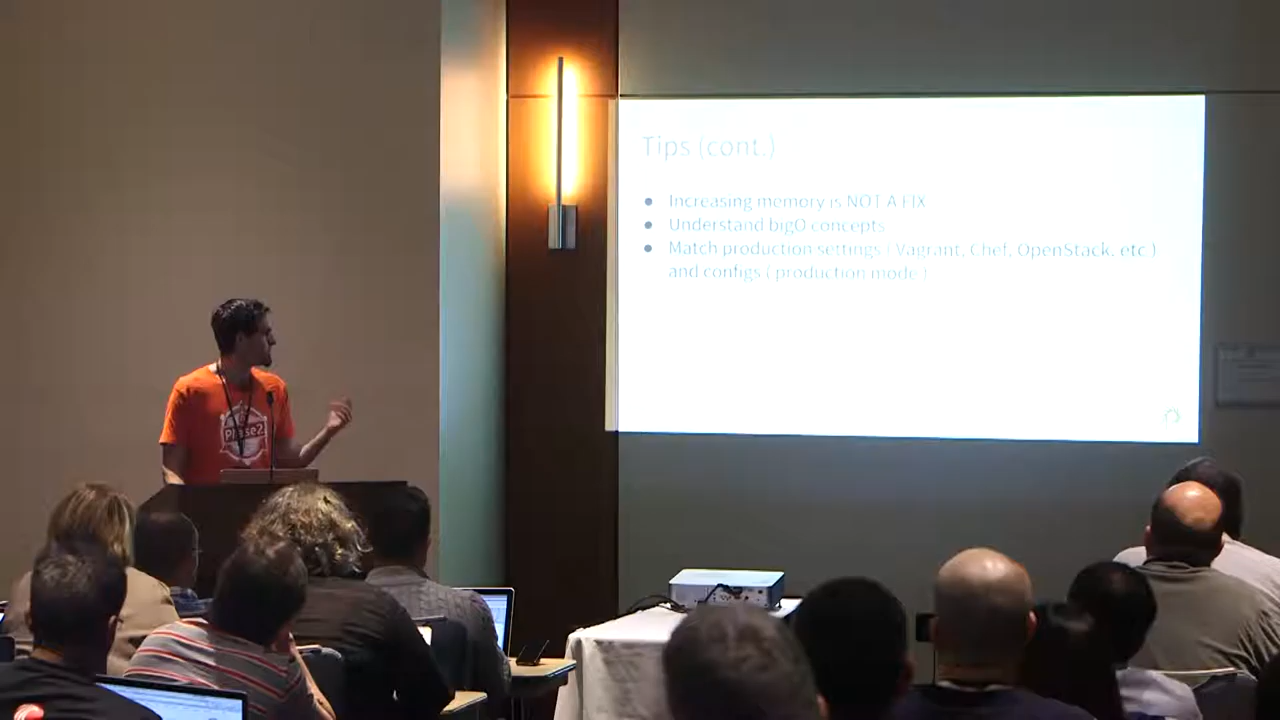 Tips (cont.)
● Increasing memory is NOT A FIX
● Understand bigO concepts
● Match production settings ( Vagrant, Chef, OpenStack, etc )
and configs ( production mode )
Phase2